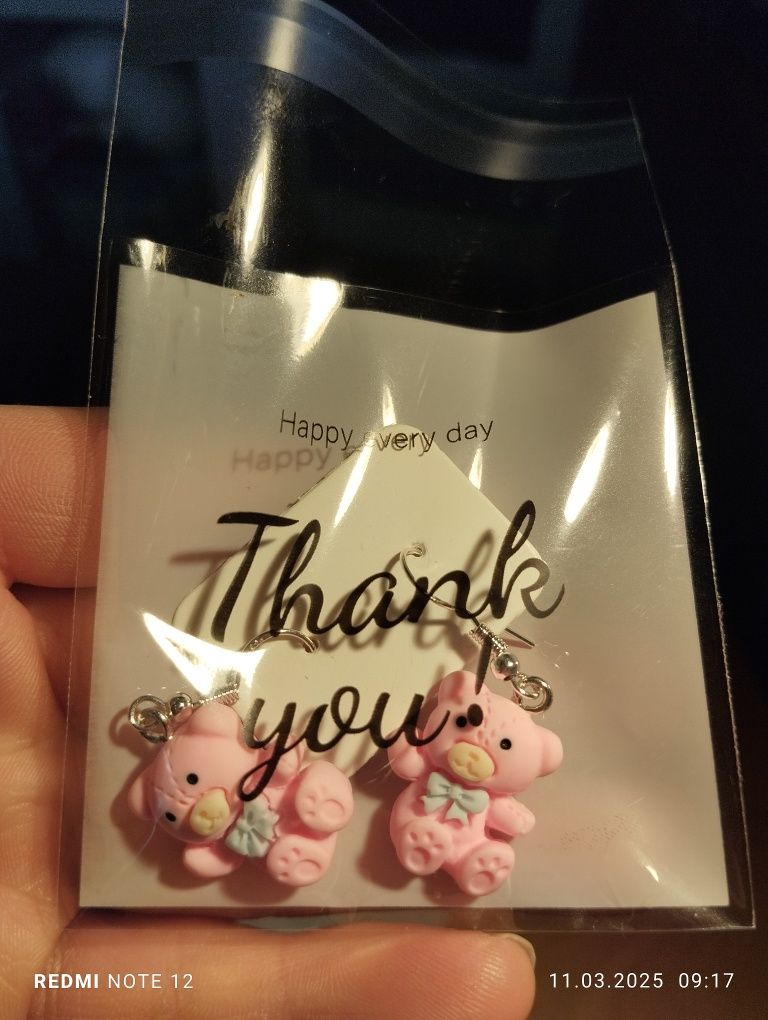 Happy every day
Thank
you!
REDMI NOTE 12
11.03.2025 09:17